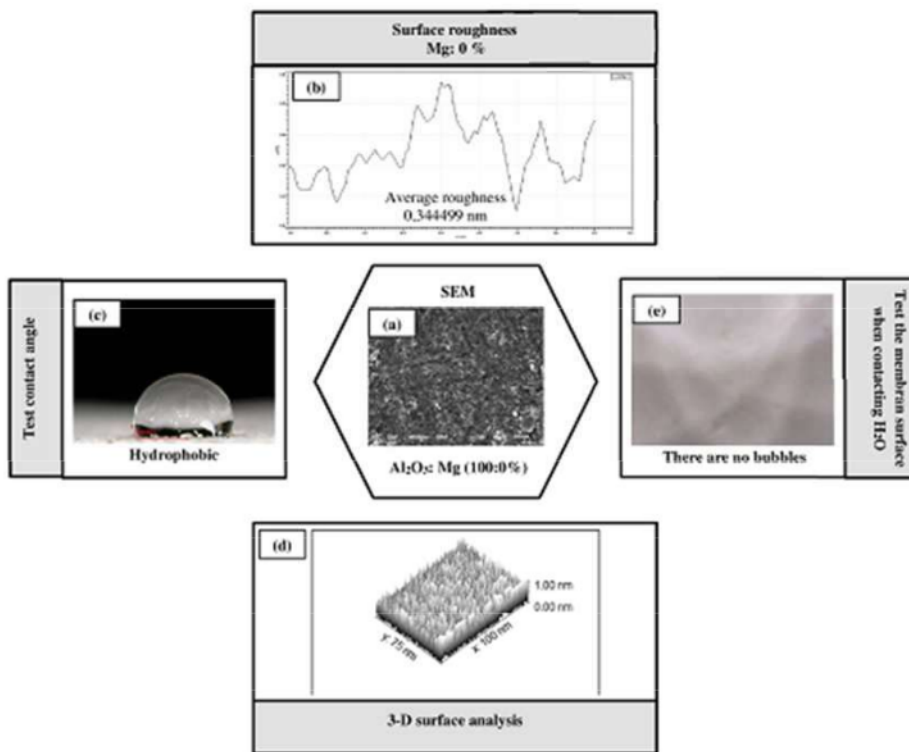 Surface roughness
Mg: 0 %
(b)
Average roughness
0.344499 nm
Test contact angle
(c)
Hydrophobic
SEM
(a)
Al₂O₃: Mg (100:0%)
(e)
There are no bubbles
Test the membran surface
when contacting H₂O
(d)
1.00 nm
0.00 nm
y: 75 nm
x: 100 nm
3-D surface analysis